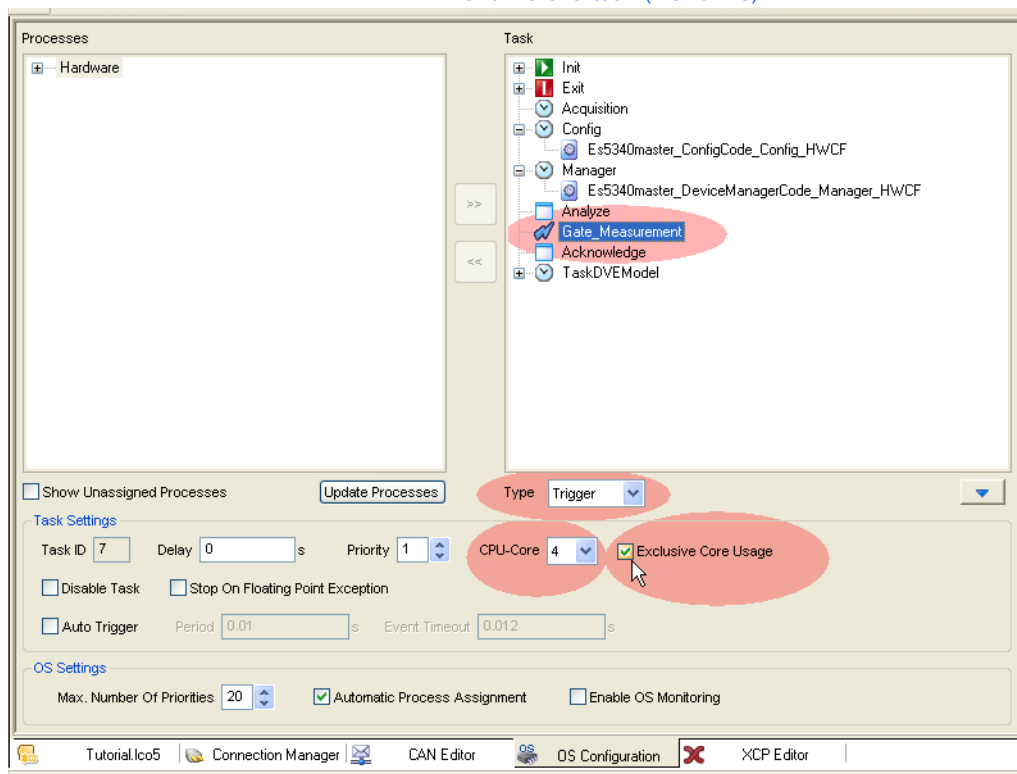 Processes
Task
Hardware
Init
Exit
Acquisition
Config
Es5340master_ConfigCode_Config_HWCF
Manager
Es5340master_DeviceManagerCode_Manager_HWCF
Analyze
Gate_Measurement
Acknowledge
TaskDVEModel
>>
<<
Show Unassigned Processes Update Processes Type Trigger
Task Settings
Task ID 7 Delay 0 s Priority 1 CPU-Core 4 Exclusive Core Usage
Disable Task Stop On Floating Point Exception
Auto Trigger Period 0.01 s Event Timeout 0.012 s
OS Settings
Max. Number Of Priorities 20 Automatic Process Assignment Enable OS Monitoring
Tutorial.lco5 Connection Manager CAN Editor OS OS Configuration XCP Editor